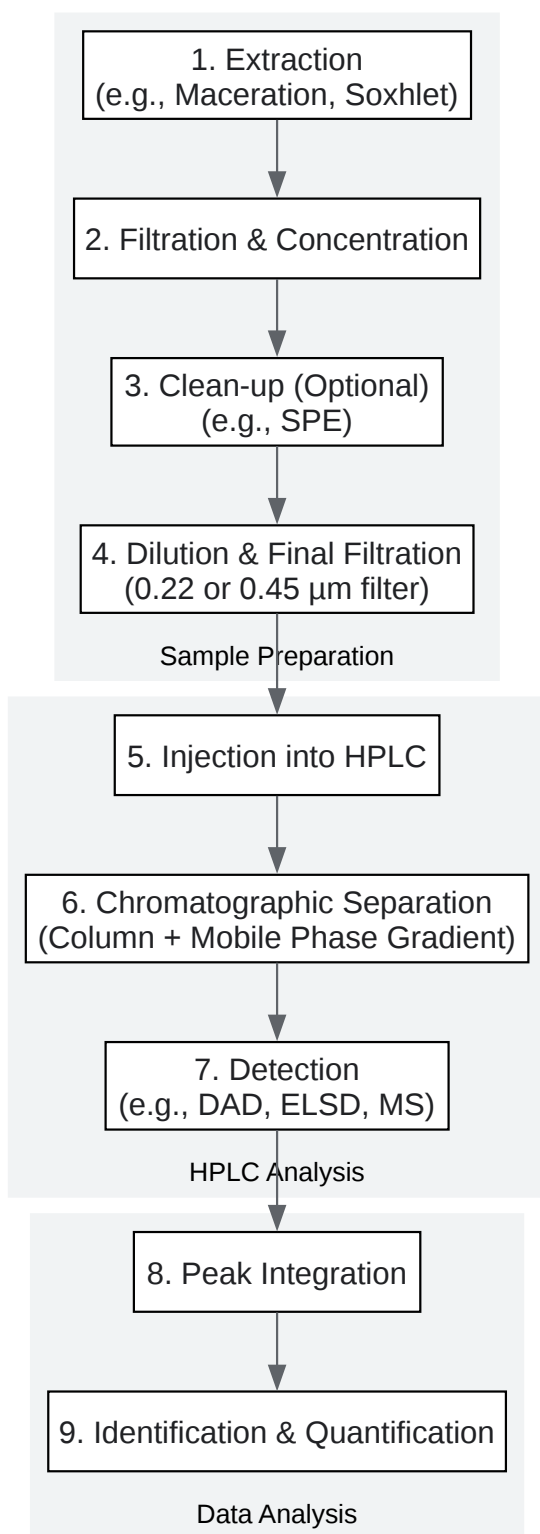 1. Extraction
(e.g., Maceration, Soxhlet)
2. Filtration & Concentration
3. Clean-up (Optional)
(e.g., SPE)
4. Dilution & Final Filtration
(0.22 or 0.45 µm filter)
Sample Preparation
5. Injection into HPLC
6. Chromatographic Separation
(Column + Mobile Phase Gradient)
7. Detection
(e.g., DAD, ELSD, MS)
HPLC Analysis
8. Peak Integration
9. Identification & Quantification
Data Analysis